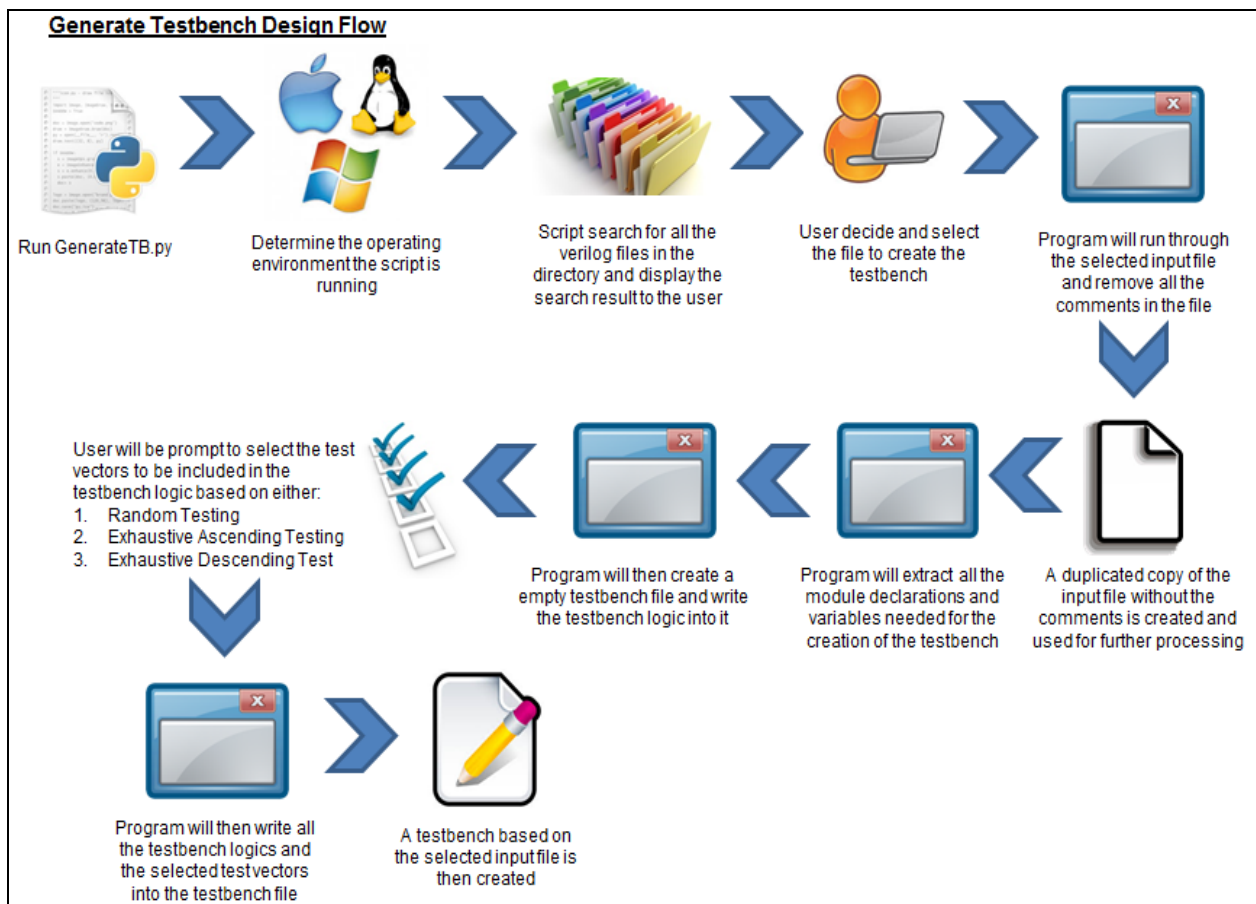 Generate Testbench Design Flow
Run GenerateTB.py
Determine the operating
environment the script is
running
Script search for all the
verilog files in the
directory and display the
search result to the user
User decide and select
the file to create the
testbench
Program will run through
the selected input file
and remove all the
comments in the file
A duplicated copy of the
input file without the
comments is created and
used for further processing
Program will extract all the
module declarations and
variables needed for the
creation of the testbench
Program will then create a
empty testbench file and write
the testbench logic into it
User will be prompt to select the test
vectors to be included in the
testbench logic based on either:
1. Random Testing
2. Exhaustive Ascending Testing
3. Exhaustive Descending Test
Program will then write all
the testbench logics and
the selected test vectors
into the testbench file
A testbench based on
the selected input file is
then created